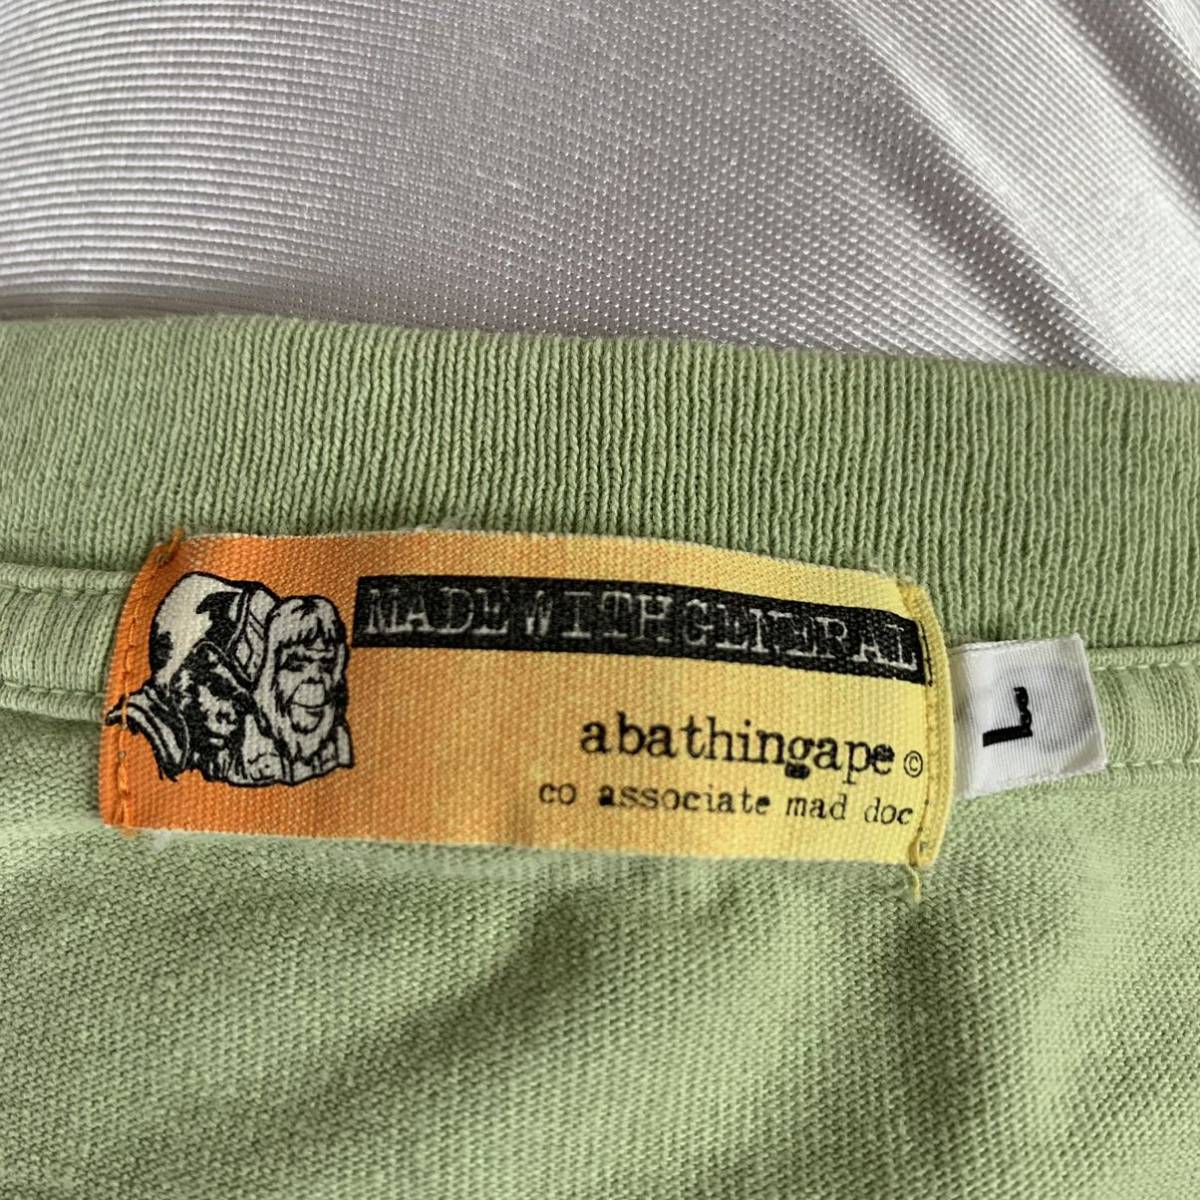 MADE WITH GENERAL
abathingape ©
co associate mad doc
L